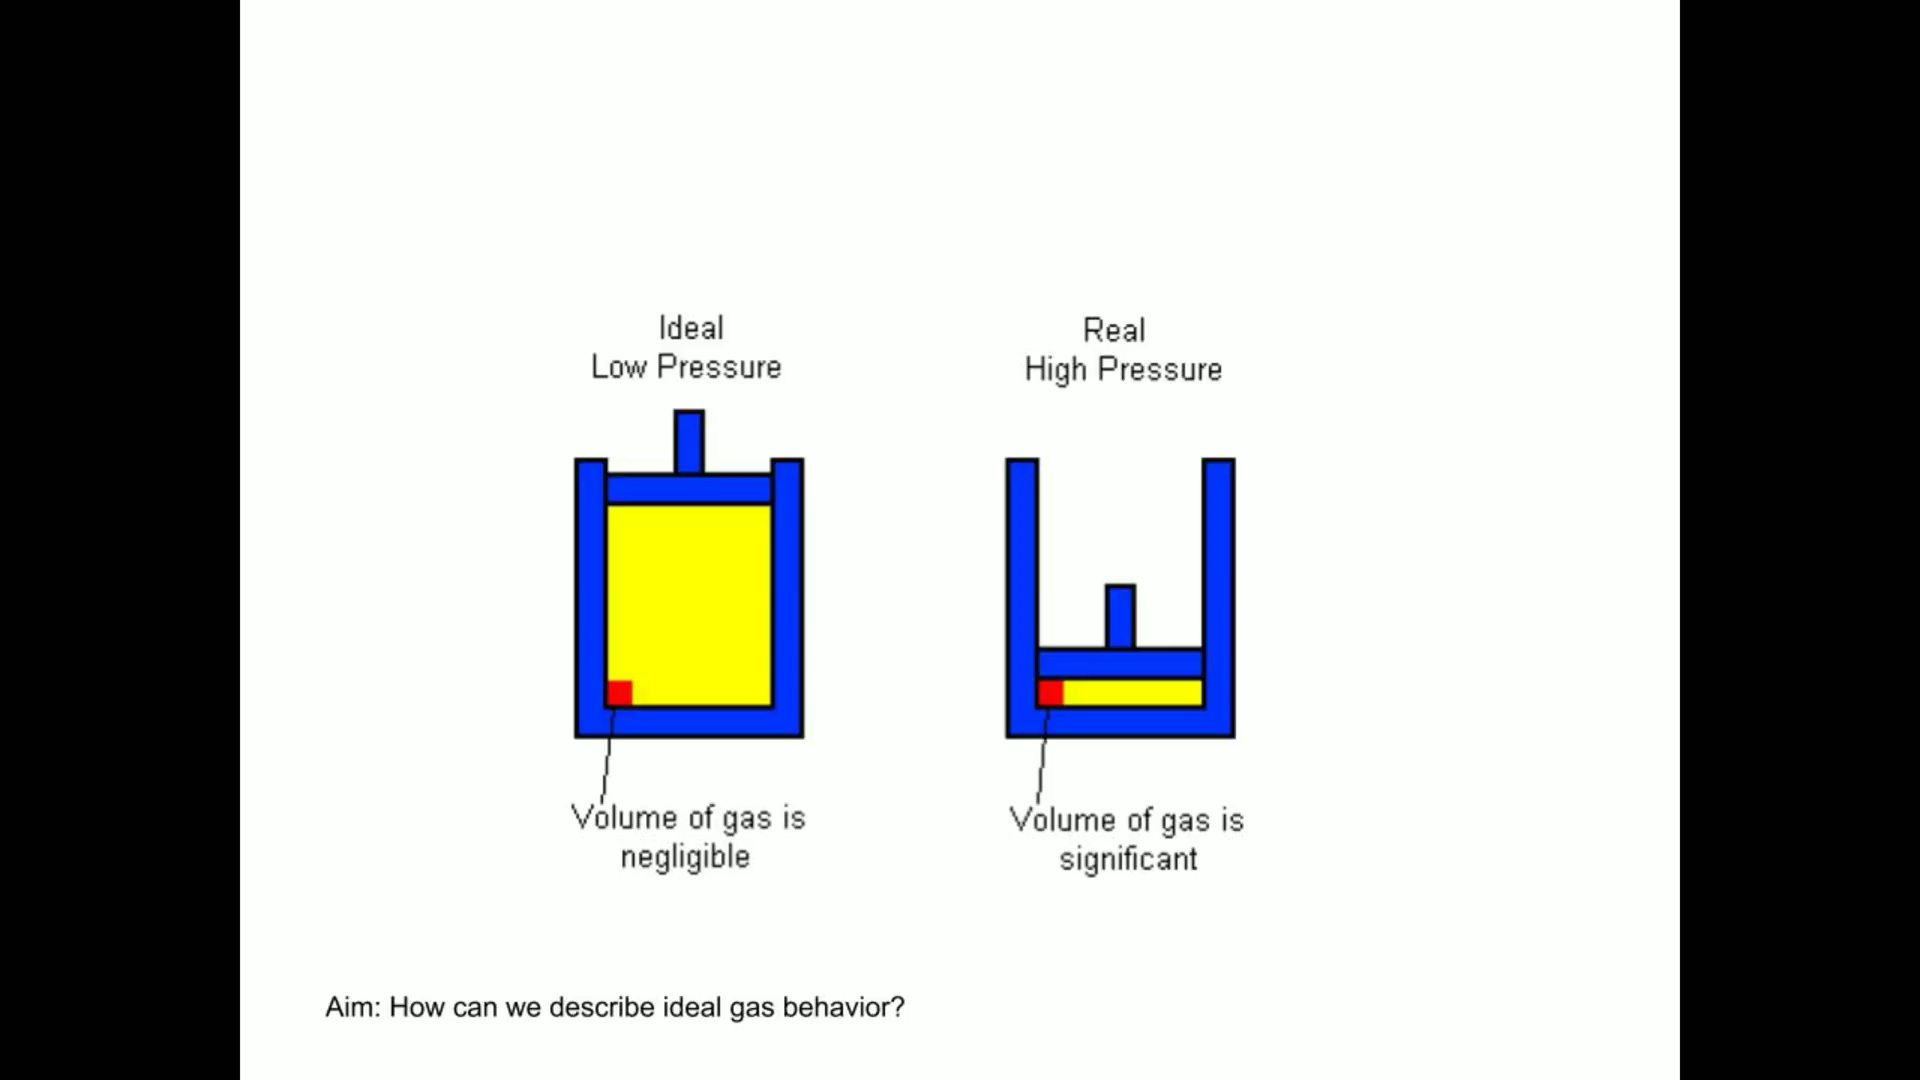 Ideal
Low Pressure
Real
High Pressure
Volume of gas is
negligible
Volume of gas is
significant
Aim: How can we describe ideal gas behavior?